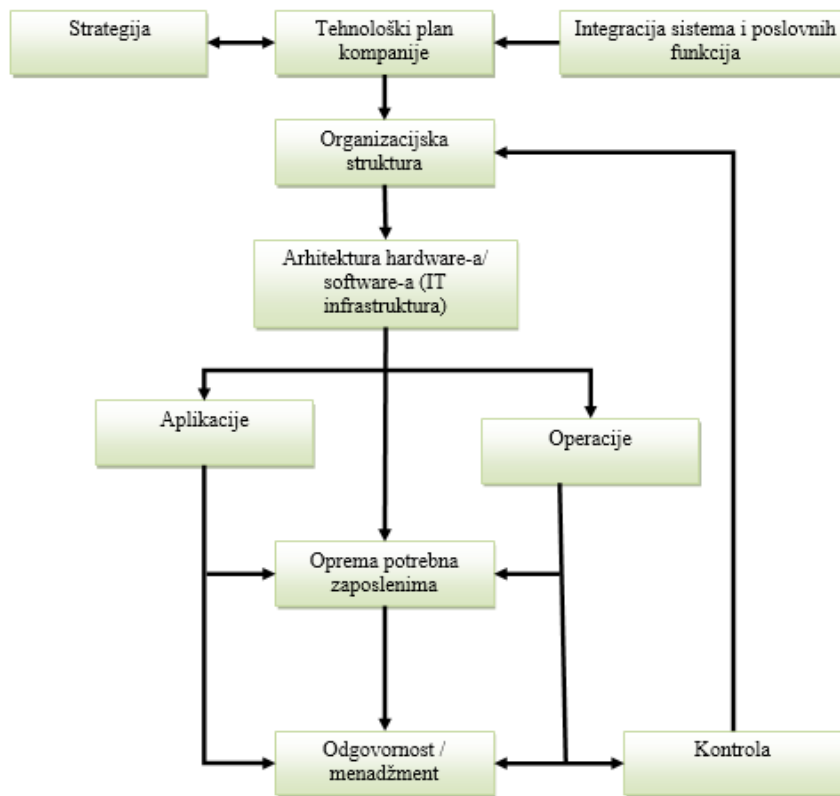 Strategija
Tehnološki plan
kompanije
Integracija sistema i poslovnih
funkcija
Organizacijska
struktura
Arhitektura hardware-a/
software-a (IT
infrastruktura)
Aplikacije
Operacije
Oprema potrebna
zaposlenima
Odgovornost /
menadžment
Kontrola